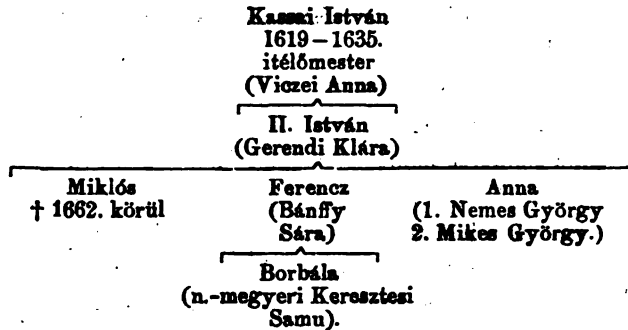 Kassai István
1619–1635.
itélőmester
(Viczei Anna)
II. István
(Gerendi Klára)
Miklós
† 1662. körül
Ferencz
(Bánffy
Sára)
Anna
(1. Nemes György
2. Mikes György.)
Borbála
(n.-megyeri Keresztesi
Samu).